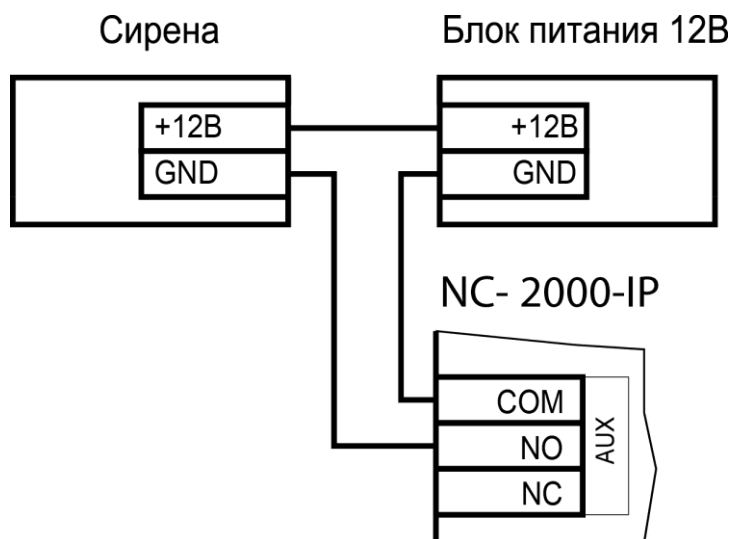 Сирена
Блок питания 12В
+12В
GND
+12В
GND
NC- 2000-IP
COM
NO
NC
AUX